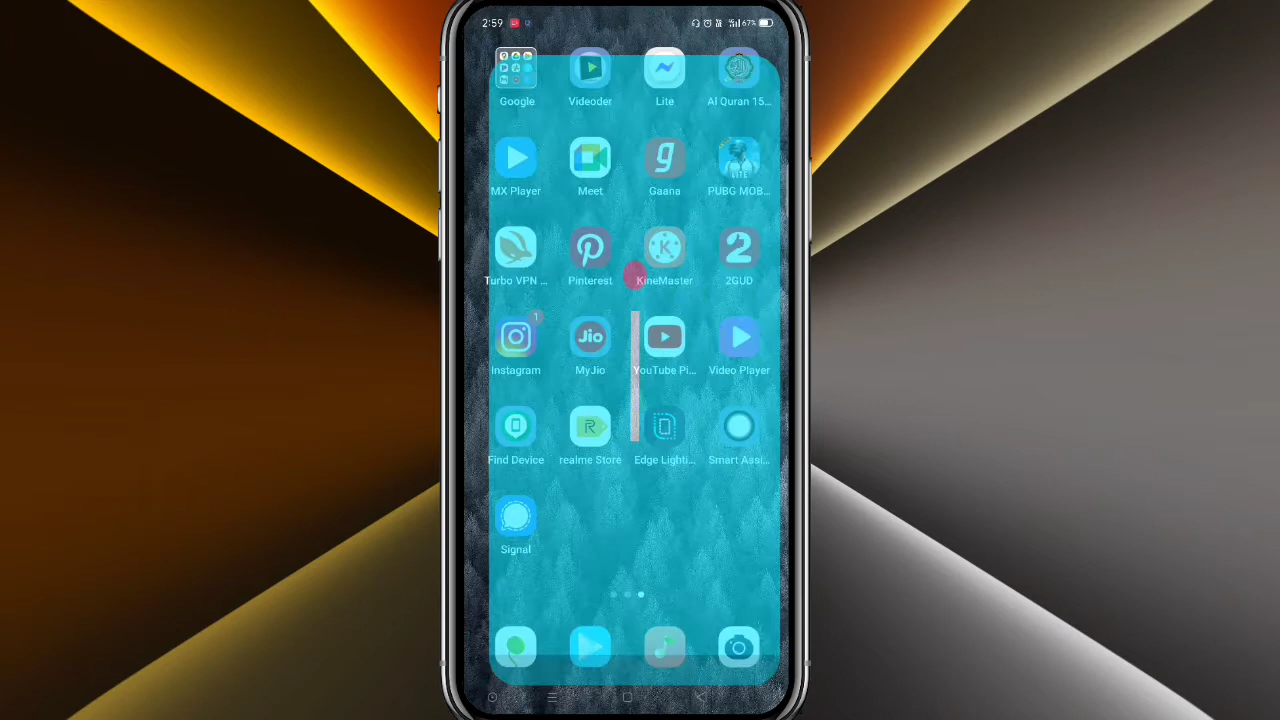 2:59 67%
Google Videoder Lite Al Quran 15...
MX Player Meet Gaana PUBG MOB...
Turbo VPN ... Pinterest KineMaster 2GUD
Instagram MyJio YouTube Pi... Video Player
Find Device realme Store Edge Lighti... Smart Assi...
Signal